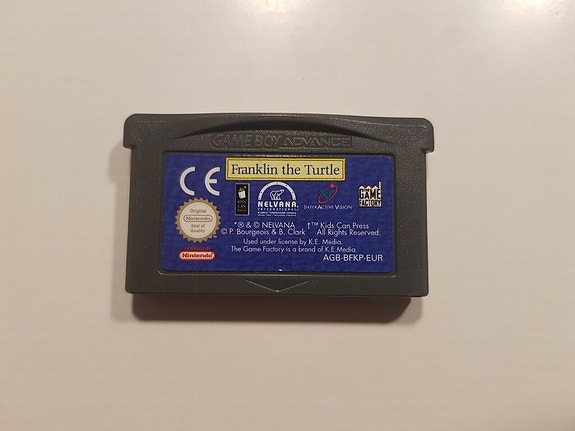 GAME BOY ADVANCE
Franklin the Turtle
CE
NELVANA
INTERNATIONAL
INTERACTIVE VISION
GAME
FACTORY
Original
Nintendo
Seal of
Quality
*® & © NELVANA †™ Kids Can Press
© P. Bourgeois & B. Clark All Rights Reserved.
Used under license by K.E. Media.
The Game Factory is a brand of K.E.Media
Nintendo
AGB-BFKP-EUR